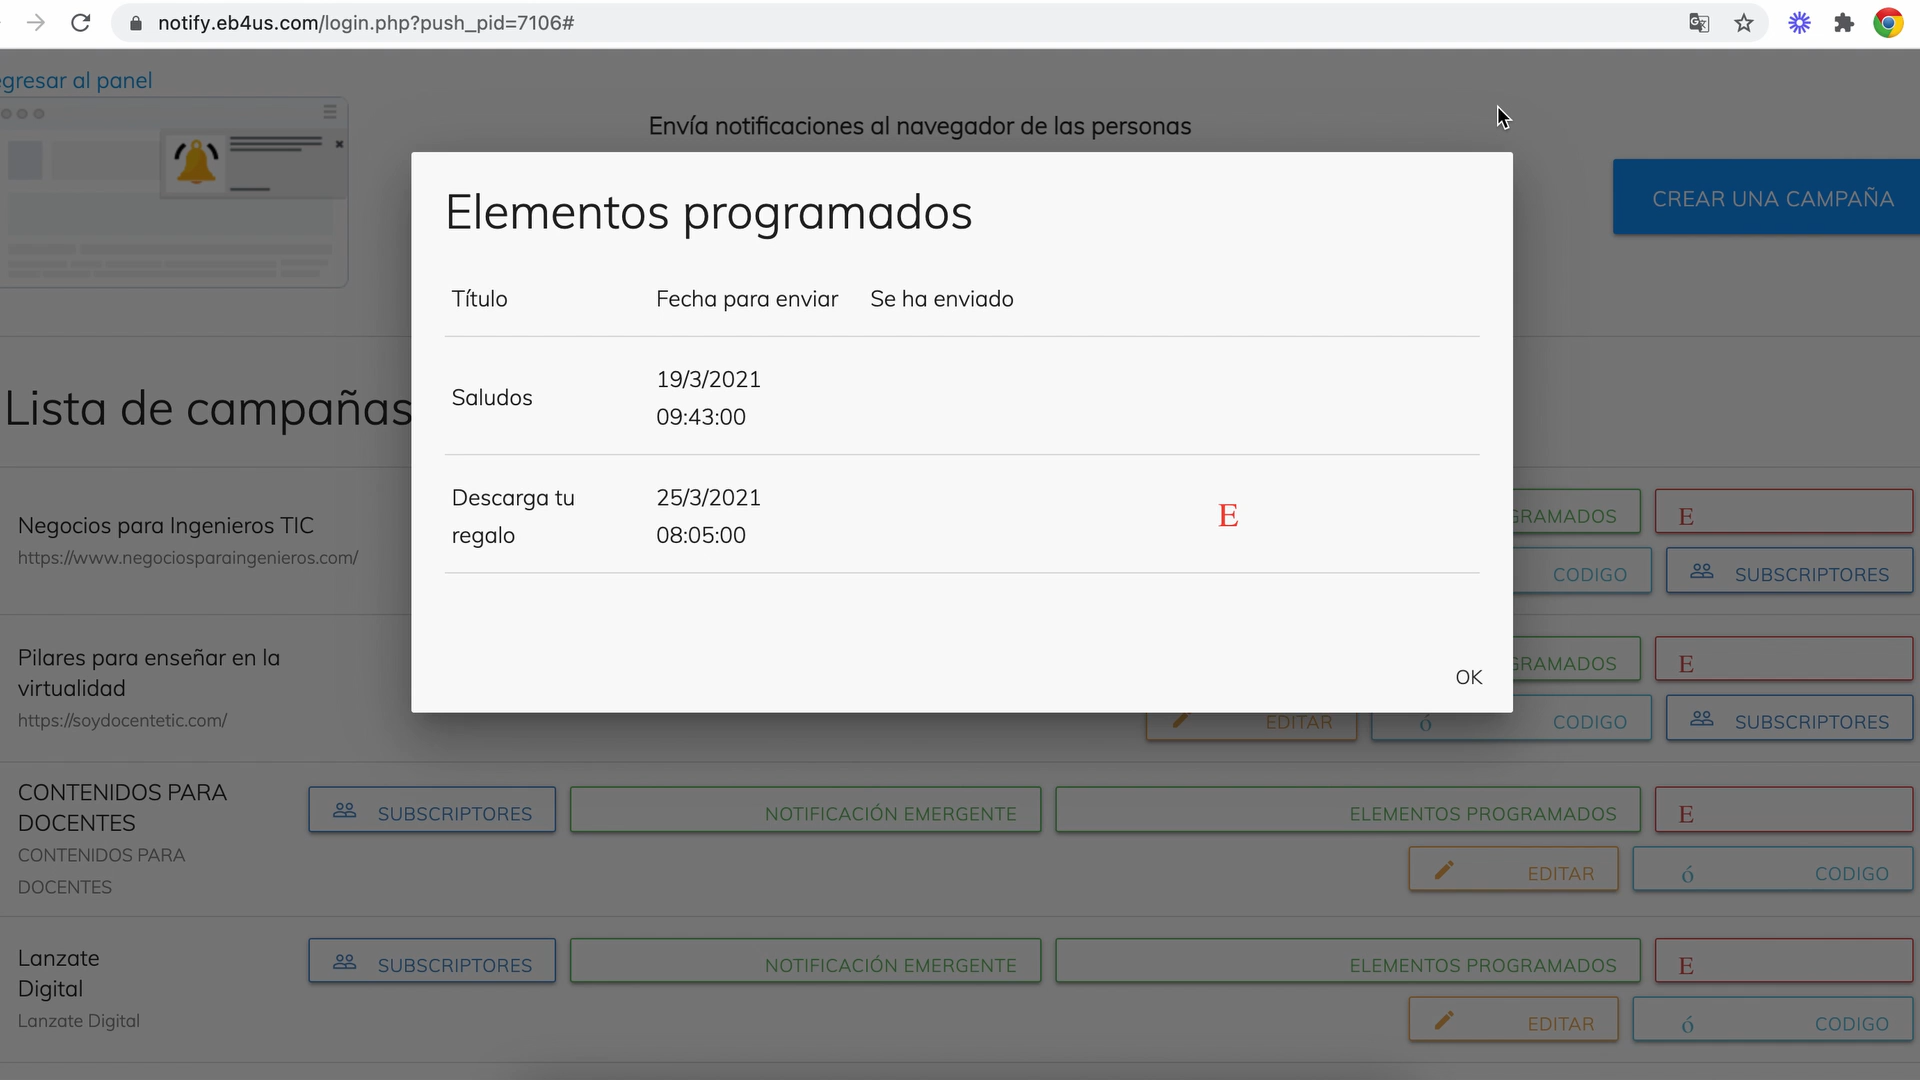 notify.eb4us.com/login.php?push_pid=7106#
egresar al panel
Envía notificaciones al navegador de las personas
CREAR UNA CAMPAÑA
Elementos programados
Título Fecha para enviar Se ha enviado
Saludos
19/3/2021
09:43:00
Descarga tu
regalo
25/3/2021
08:05:00
E
OK
Lista de campañas
Negocios para Ingenieros TIC
https://www.negociosparaingenieros.com/
GRAMADOS E
CODIGO SUBSCRIPTORES
Pilares para enseñar en la
virtualidad
https://soydocentetic.com/
GRAMADOS E
EDITAR ó CODIGO SUBSCRIPTORES
CONTENIDOS PARA
DOCENTES
CONTENIDOS PARA
DOCENTES
SUBSCRIPTORES NOTIFICACIÓN EMERGENTE ELEMENTOS PROGRAMADOS E
EDITAR ó CODIGO
Lanzate
Digital
Lanzate Digital
SUBSCRIPTORES NOTIFICACIÓN EMERGENTE ELEMENTOS PROGRAMADOS E
EDITAR ó CODIGO